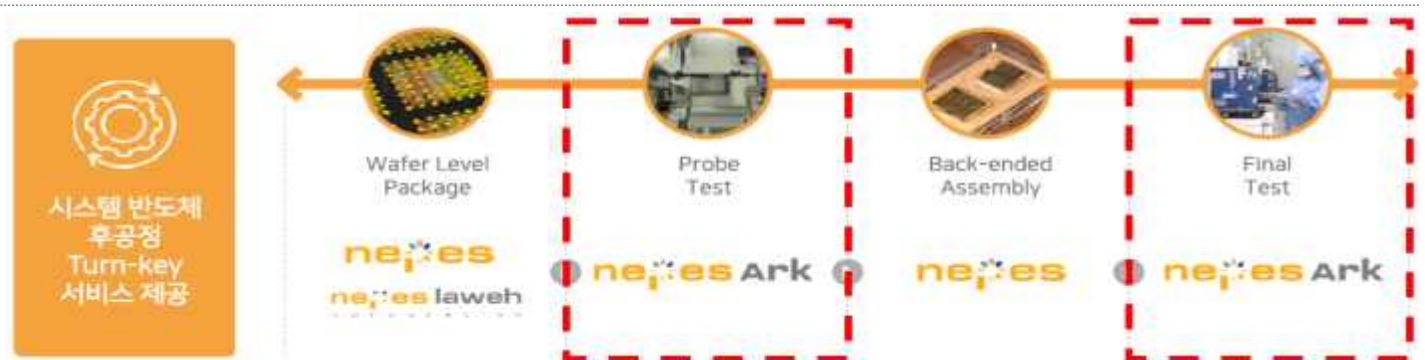 시스템 반도체
후공정
Turn-key
서비스 제공
Wafer Level
Package
nepes
nepes laweh
Probe
Test
nepes Ark
Back-ended
Assembly
nepes
Final
Test
nepes Ark